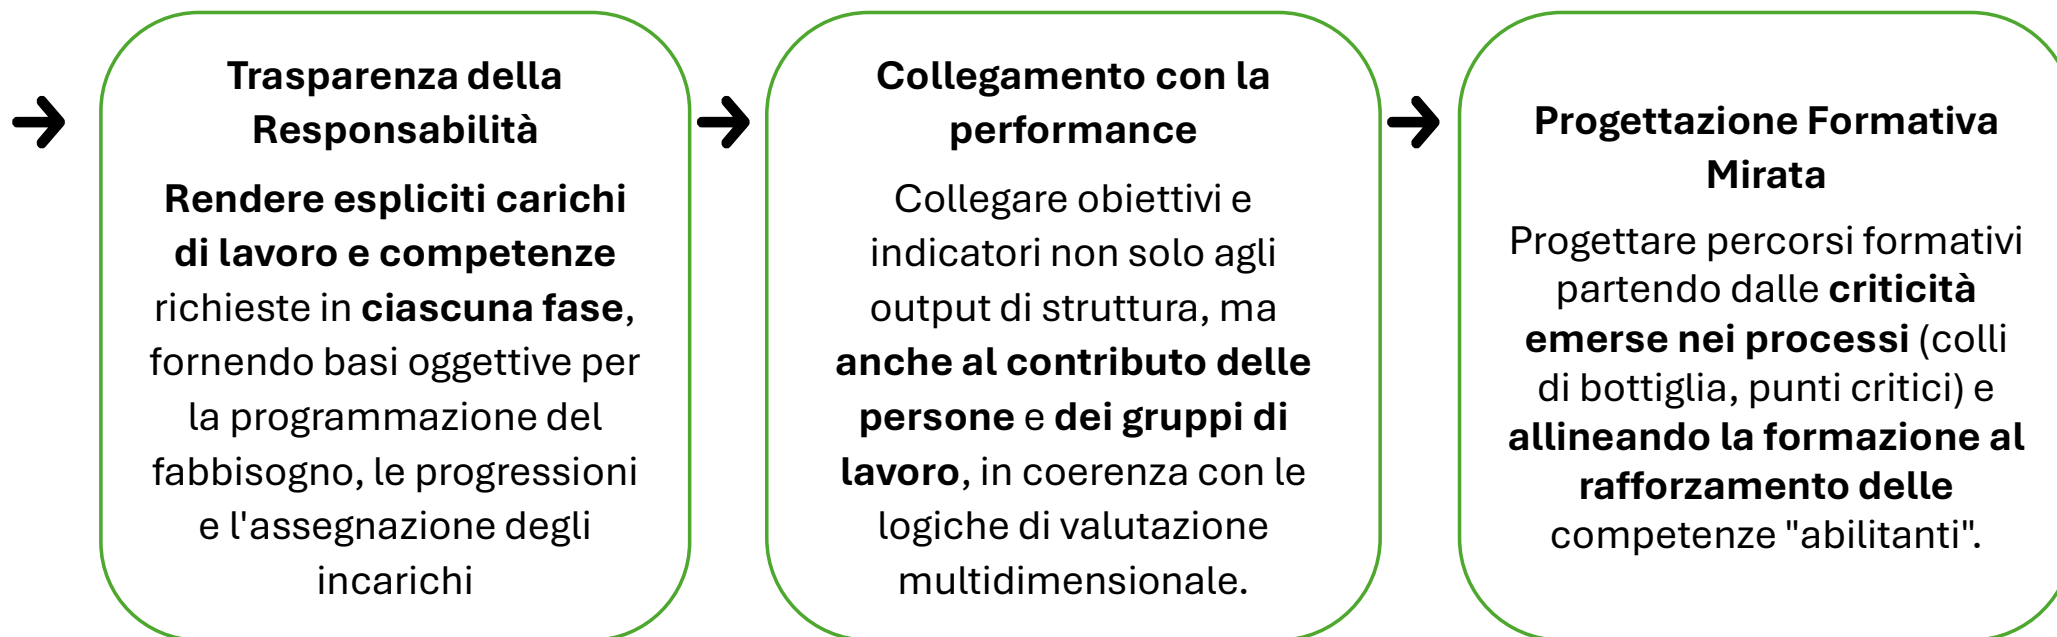 Trasparenza della
Responsabilità
Rendere espliciti carichi
di lavoro e competenze
richieste in ciascuna fase,
fornendo basi oggettive per
la programmazione del
fabbisogno, le progressioni
e l'assegnazione degli
incarichi
Collegamento con la
performance
Collegare obiettivi e
indicatori non solo agli
output di struttura, ma
anche al contributo delle
persone e dei gruppi di
lavoro, in coerenza con le
logiche di valutazione
multidimensionale.
Progettazione Formativa
Mirata
Progettare percorsi formativi
partendo dalle criticità
emerse nei processi (colli
di bottiglia, punti critici) e
allineando la formazione al
rafforzamento delle
competenze "abilitanti".